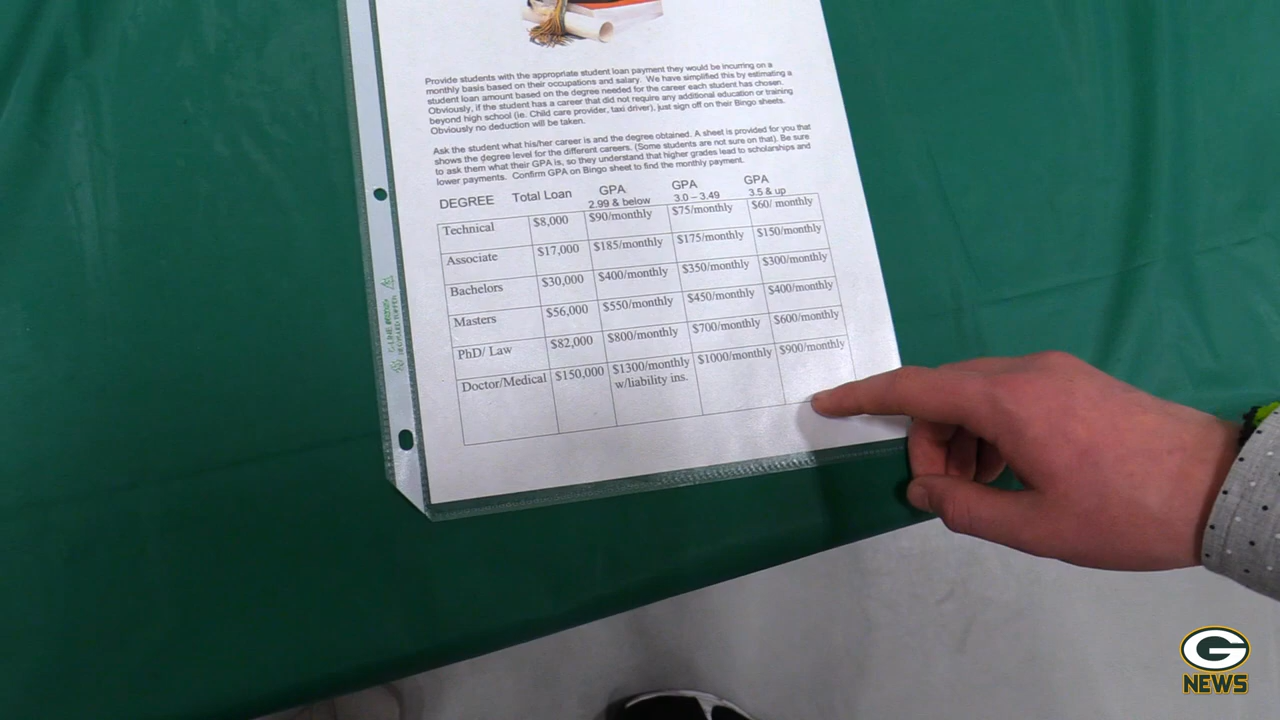 Provide students with the appropriate student loan payment they would be incurring on a
monthly basis based on their occupations and salary. We have simplified this by estimating a
student loan amount based on the degree needed for the career each student has chosen.
Obviously, if the student has a career that did not require any additional education or training
beyond high school (ie. Child care provider, taxi driver), just sign off on their Bingo sheets.
Obviously no deduction will be taken.
Ask the student what his/her career is and the degree obtained. A sheet is provided for you that
shows the degree level for the different careers. (Some students are not sure on that). Be sure
to ask them what their GPA is, so they understand that higher grades lead to scholarships and
lower payments. Confirm GPA on Bingo sheet to find the monthly payment.
DEGREE Total Loan GPA GPA GPA
2.99 & below 3.0 – 3.49 3.5 & up
Technical $8,000 $90/monthly $75/monthly $60/ monthly
Associate $17,000 $185/monthly $175/monthly $150/monthly
Bachelors $30,000 $400/monthly $350/monthly $300/monthly
Masters $56,000 $550/monthly $450/monthly $400/monthly
PhD/ Law $82,000 $800/monthly $700/monthly $600/monthly
Doctor/Medical $150,000 $1300/monthly $1000/monthly $900/monthly
w/liability ins.
G
NEWS